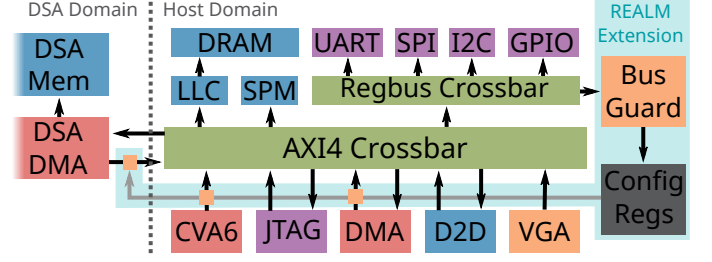 DSA Domain
Host Domain
REALM
Extension
DSA
Mem
DRAM
UART
SPI
I2C
GPIO
LLC
SPM
Regbus Crossbar
Bus
Guard
DSA
DMA
AXI4 Crossbar
Config
Regs
CVA6
JTAG
DMA
D2D
VGA